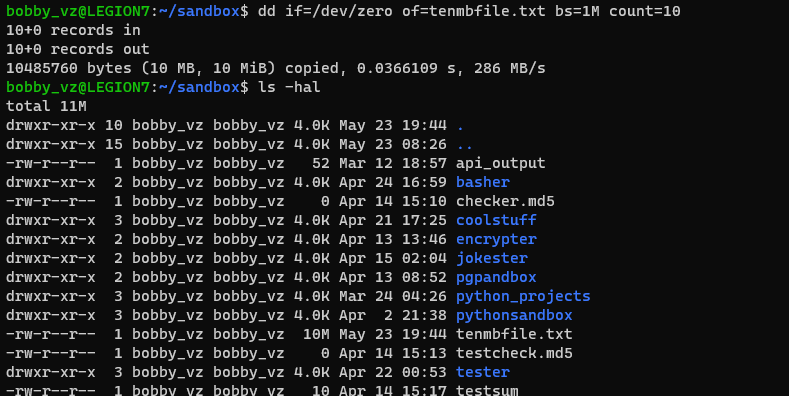 bobby_vz@LEGION7:~/sandbox$ dd if=/dev/zero of=tenmbfile.txt bs=1M count=10
10+0 records in
10+0 records out
10485760 bytes (10 MB, 10 MiB) copied, 0.0366109 s, 286 MB/s
bobby_vz@LEGION7:~/sandbox$ ls -hal
total 11M
drwxr-xr-x 10 bobby_vz bobby_vz 4.0K May 23 19:44 .
drwxr-xr-x 15 bobby_vz bobby_vz 4.0K May 23 08:26 ..
-rw-r--r--  1 bobby_vz bobby_vz   52 Mar 12 18:57 api_output
drwxr-xr-x  2 bobby_vz bobby_vz 4.0K Apr 24 16:59 basher
-rw-r--r--  1 bobby_vz bobby_vz    0 Apr 14 15:10 checker.md5
drwxr-xr-x  3 bobby_vz bobby_vz 4.0K Apr 21 17:25 coolstuff
drwxr-xr-x  2 bobby_vz bobby_vz 4.0K Apr 13 13:46 encrypter
drwxr-xr-x  2 bobby_vz bobby_vz 4.0K Apr 15 02:04 jokester
drwxr-xr-x  2 bobby_vz bobby_vz 4.0K Apr 13 08:52 pgpandbox
drwxr-xr-x  3 bobby_vz bobby_vz 4.0K Mar 24 04:26 python_projects
drwxr-xr-x  3 bobby_vz bobby_vz 4.0K Apr  2 21:38 pythonsandbox
-rw-r--r--  1 bobby_vz bobby_vz  10M May 23 19:44 tenmbfile.txt
-rw-r--r--  1 bobby_vz bobby_vz    0 Apr 14 15:13 testcheck.md5
drwxr-xr-x  3 bobby_vz bobby_vz 4.0K Apr 22 00:53 tester
-rw-r--r--  1 bobby_vz bobby_vz   10 Apr 14 15:17 testsum